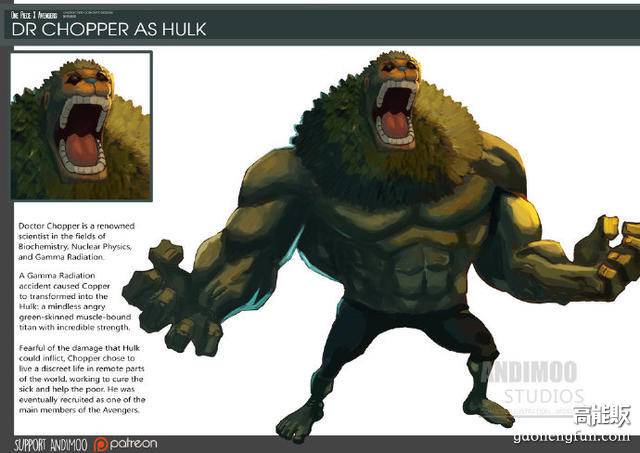 One Piece X Avengers
DR CHOPPER AS HULK
Doctor Chopper is a renowned
scientist in the fields of
Biochemistry, Nuclear Physics,
and Gamma Radiation.
A Gamma Radiation
accident caused Copper
to transformed into the
Hulk: a mindless angry
green-skinned muscle-bound
titan with incredible strength.
Fearful of the damage that Hulk
could inflict, Chopper chose to
live a discreet life in remote parts
of the world, working to cure the
sick and help the poor. He was
eventually recruited as one of the
main members of the Avengers.
ANDIMOO
STUDIOS
高能贩
gaonengfun.com
SUPPORT ANDIMOO patreon